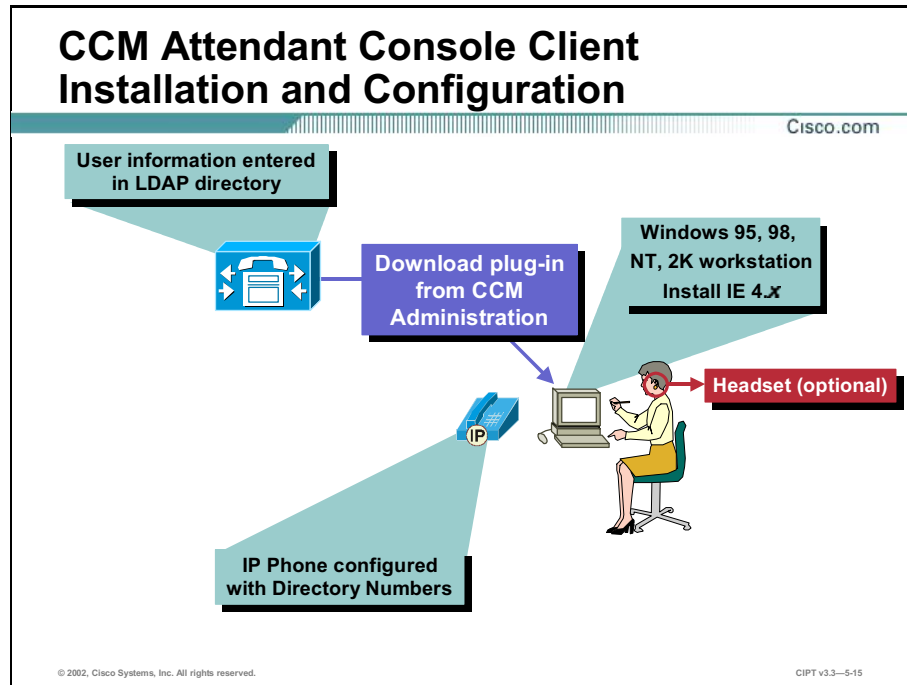 CCM Attendant Console Client
Installation and Configuration
Cisco.com
User information entered
in LDAP directory
Download plug-in
from CCM
Administration
Windows 95, 98,
NT, 2K workstation
Install IE 4.x
Headset (optional)
IP
IP Phone configured
with Directory Numbers
© 2002, Cisco Systems, Inc. All rights reserved.
CIPT v3.3—5-15